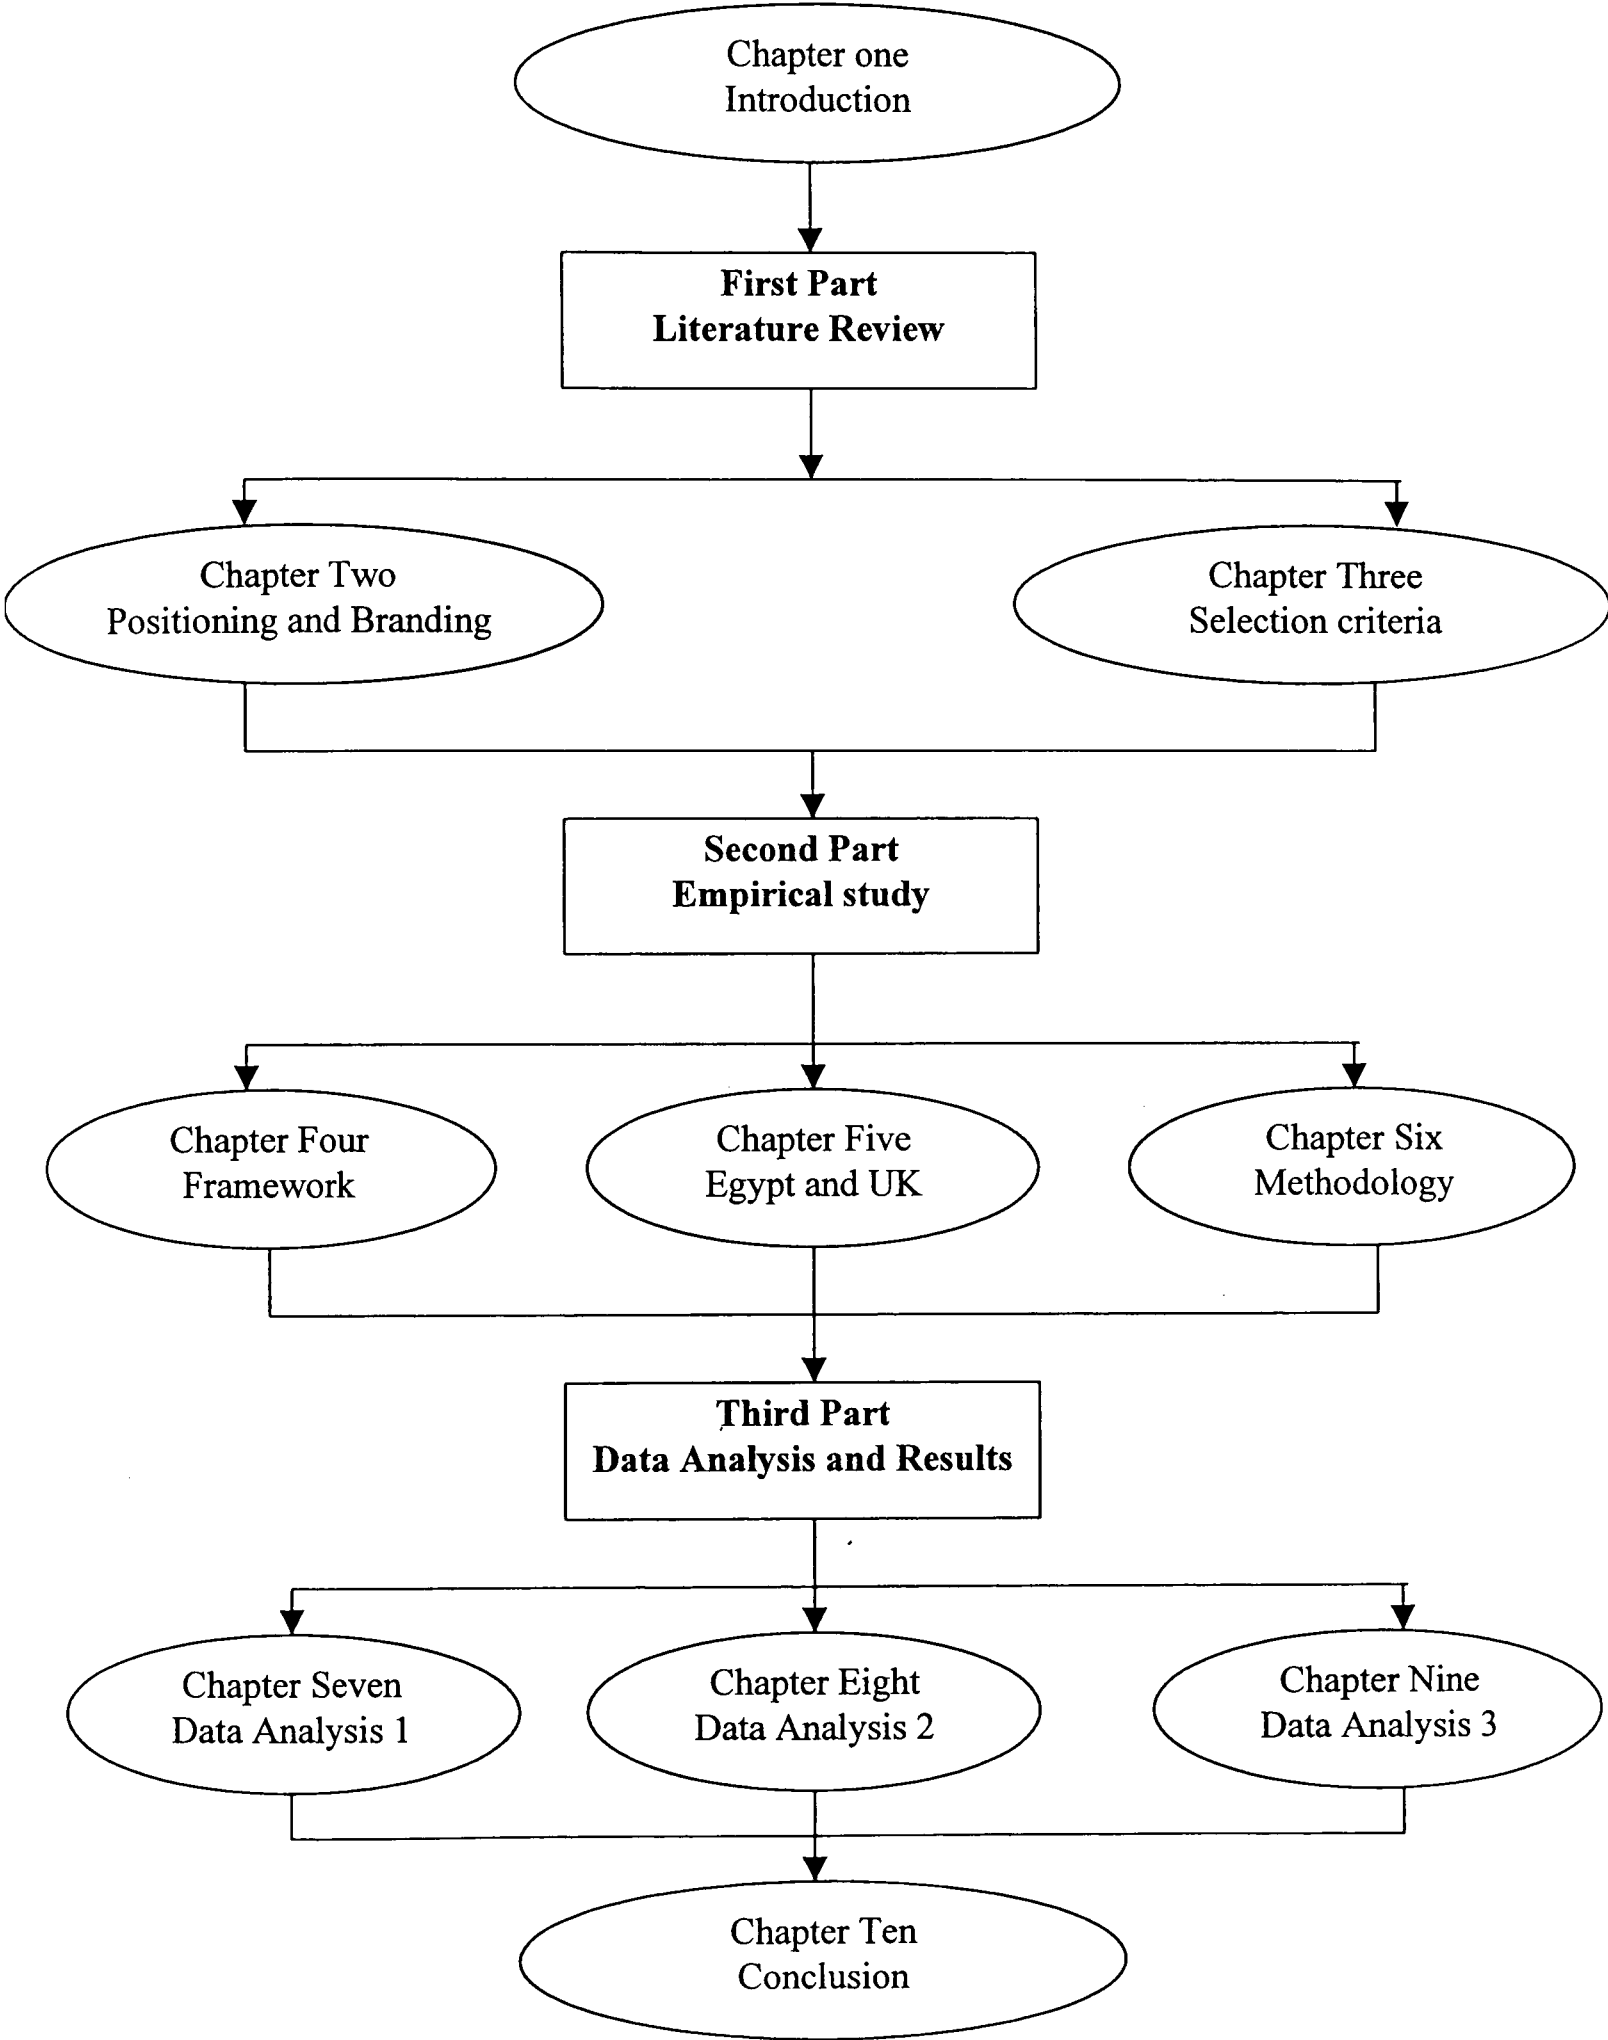 Chapter one
Introduction
First Part
Literature Review
Chapter Two
Positioning and Branding
Chapter Three
Selection criteria
Second Part
Empirical study
Chapter Four
Framework
Chapter Five
Egypt and UK
Chapter Six
Methodology
Third Part
Data Analysis and Results
Chapter Seven
Data Analysis 1
Chapter Eight
Data Analysis 2
Chapter Nine
Data Analysis 3
Chapter Ten
Conclusion